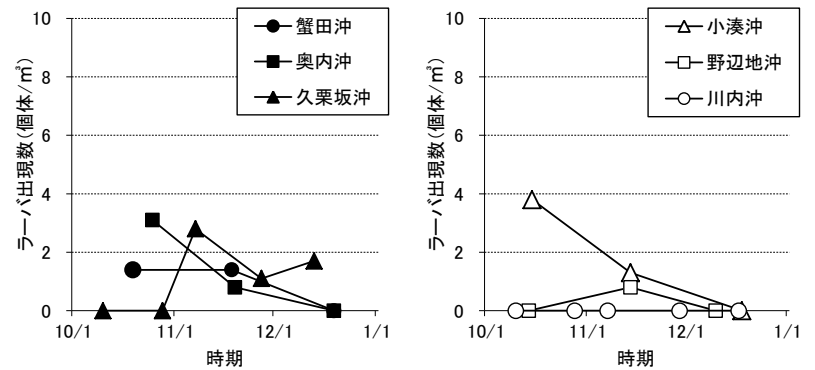 10
8
6
4
2
0
ラーバ出現数(個体/㎥)
10/1
11/1
12/1
1/1
時期
蟹田沖
奥内沖
久栗坂沖
10
8
6
4
2
0
ラーバ出現数(個体/㎥)
10/1
11/1
12/1
1/1
時期
小湊沖
野辺地沖
川内沖